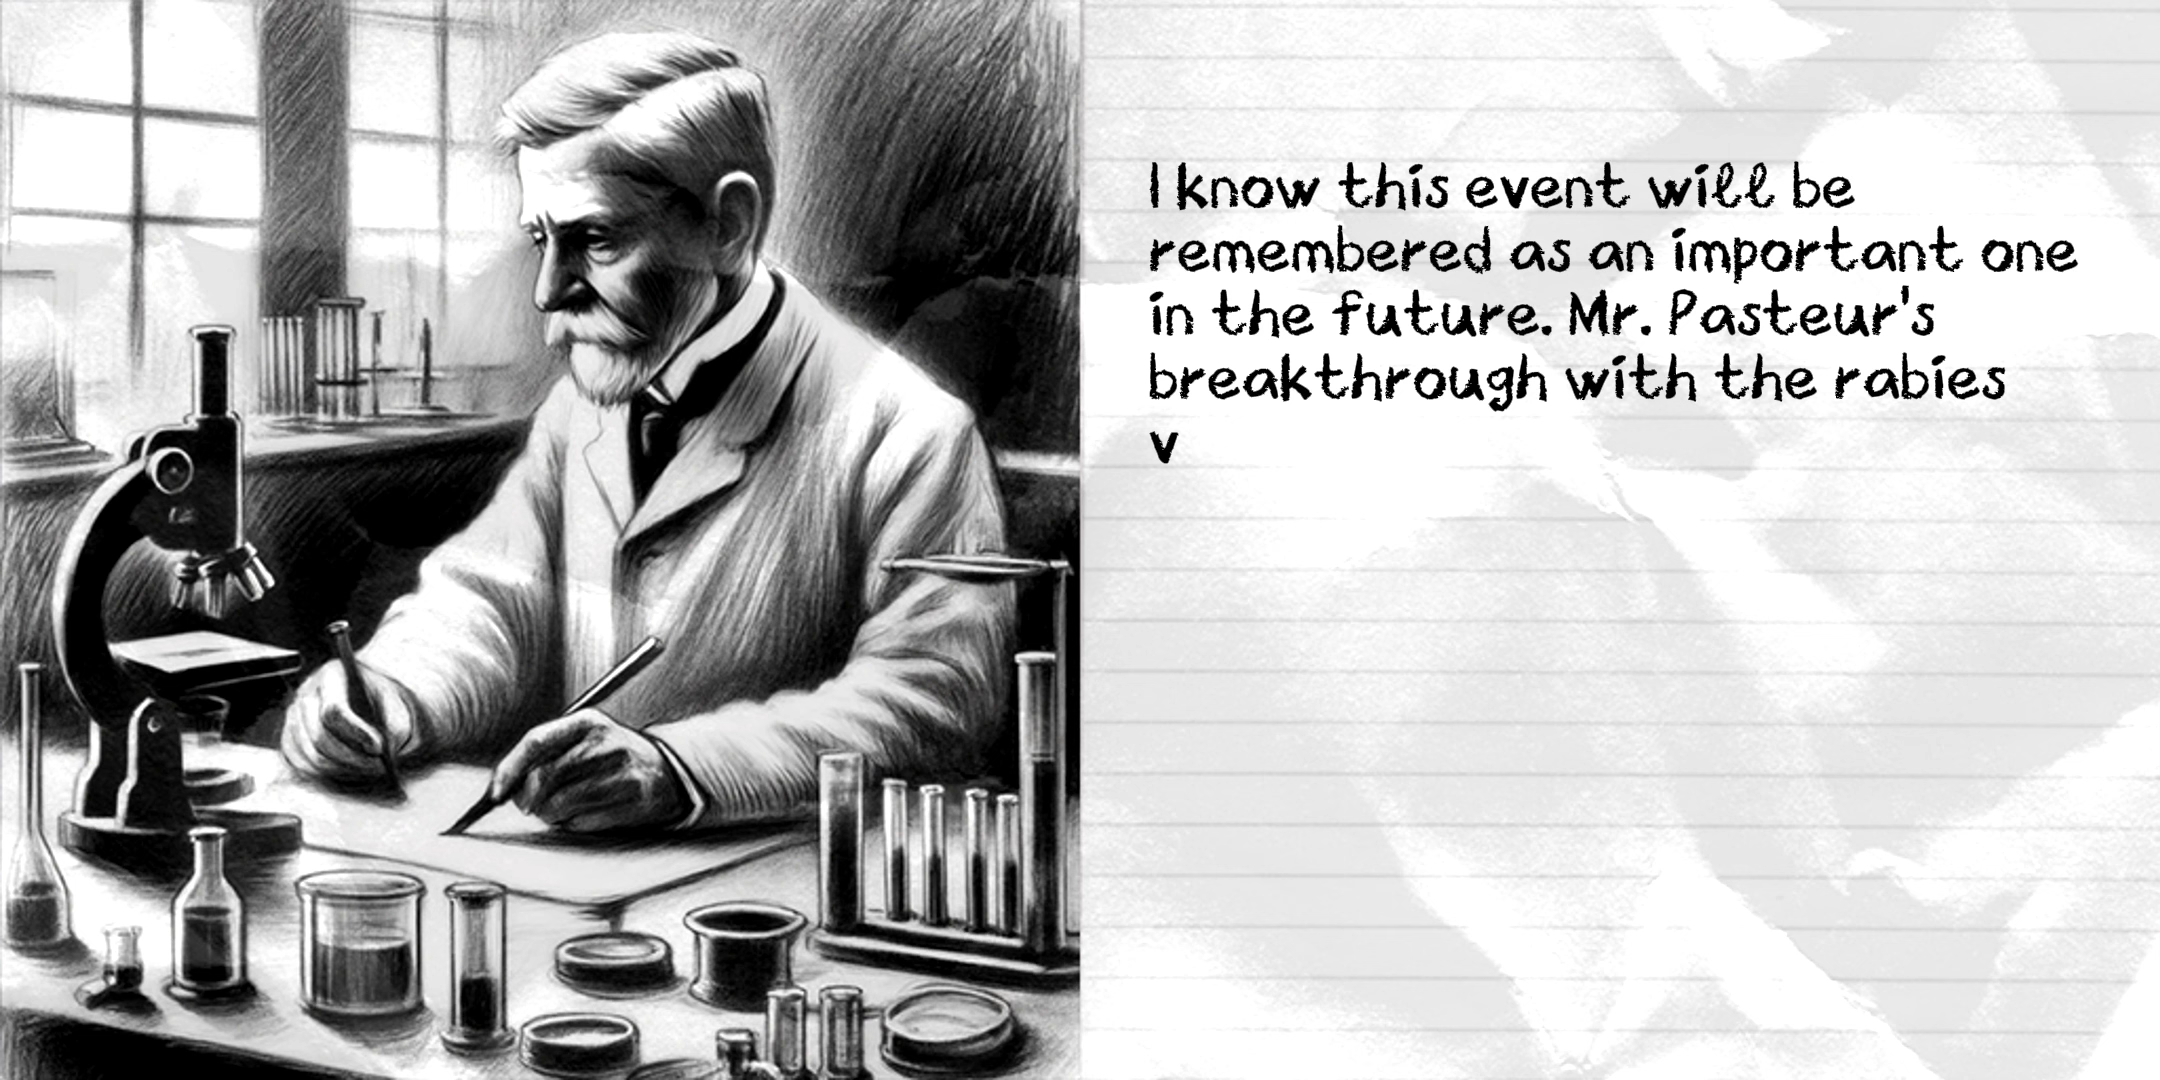 I know this event will be
remembered as an important one
in the future. Mr. Pasteur's
breakthrough with the rabies
v